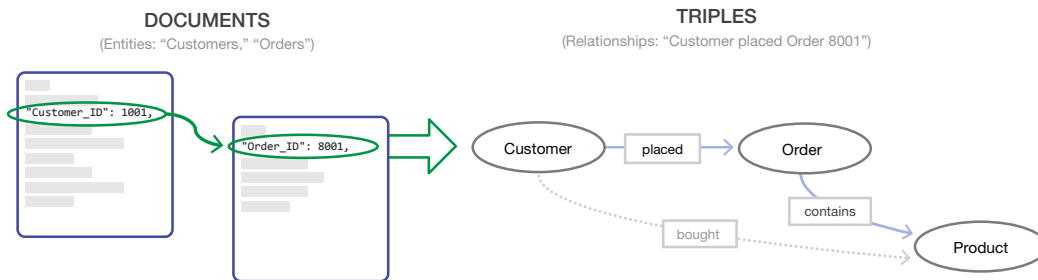 DOCUMENTS
(Entities: “Customers,” “Orders”)
"Customer_ID": 1001,
"Order_ID": 8001,
TRIPLES
(Relationships: “Customer placed Order 8001”)
Customer
placed
Order
contains
bought
Product